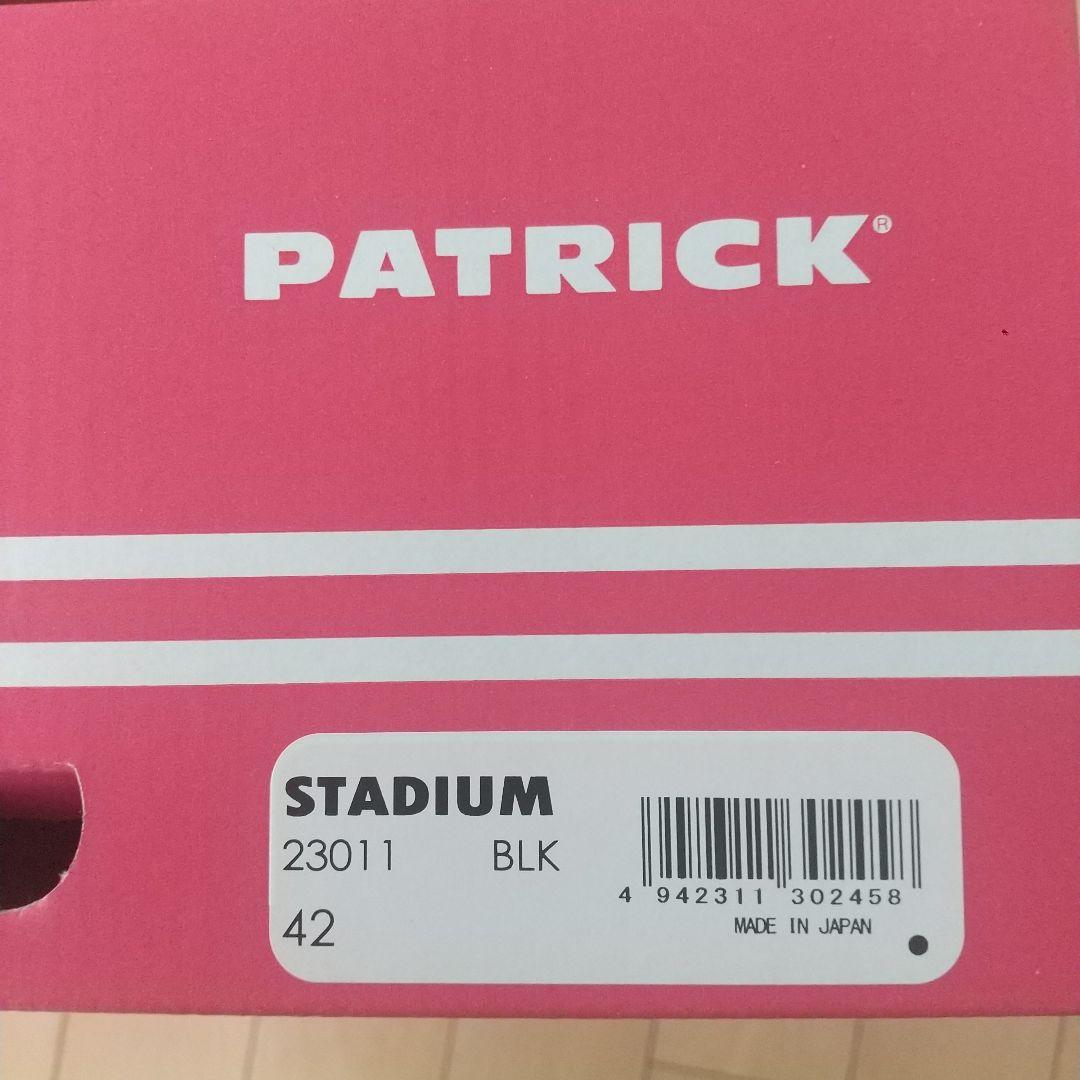 PATRICK®
STADIUM
23011 BLK
42
4 942311 302458
MADE IN JAPAN